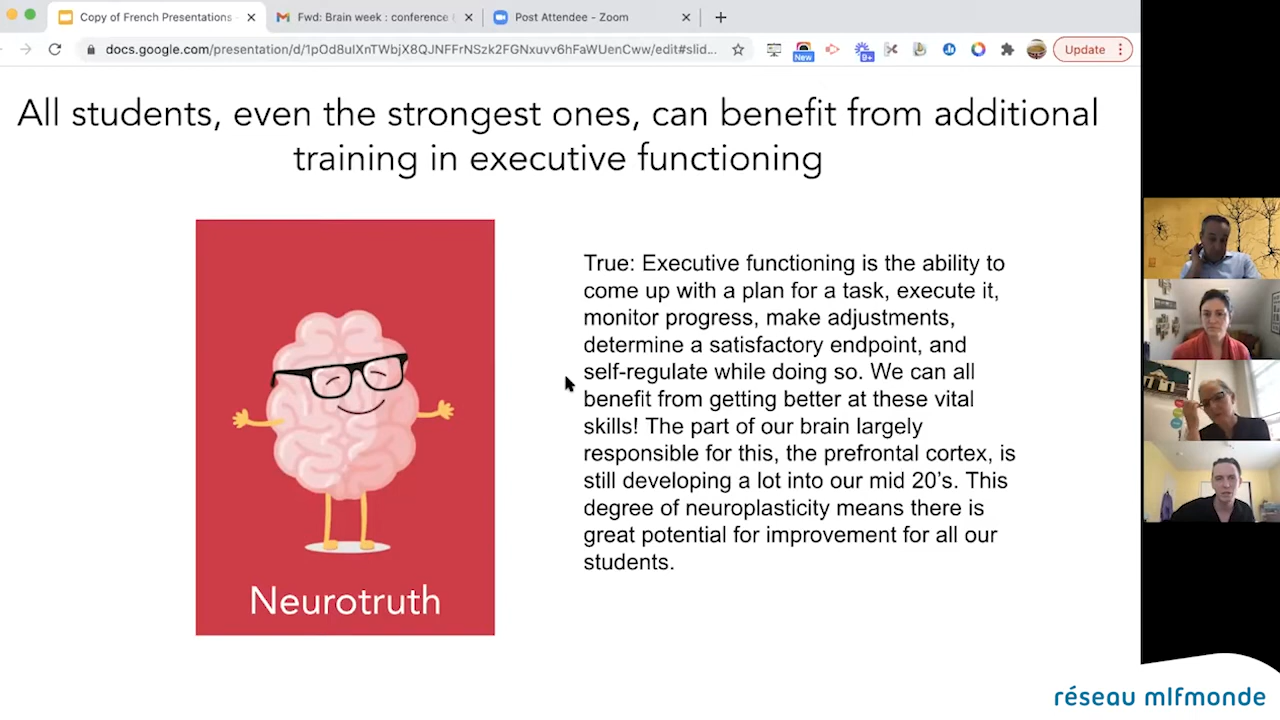 Copy of French Presentations -
Fwd: Brain week : conference
Post Attendee - Zoom
docs.google.com/presentation/d/1pOd8uIXnTWbjX8QJNFFrNSzk2FGNxuvv6hFaWUenCww/edit#slid...
New
9+
Update
All students, even the strongest ones, can benefit from additional
training in executive functioning
True: Executive functioning is the ability to
come up with a plan for a task, execute it,
monitor progress, make adjustments,
determine a satisfactory endpoint, and
self-regulate while doing so. We can all
benefit from getting better at these vital
skills! The part of our brain largely
responsible for this, the prefrontal cortex, is
still developing a lot into our mid 20's. This
degree of neuroplasticity means there is
great potential for improvement for all our
students.
Neurotruth
réseau mlfmonde